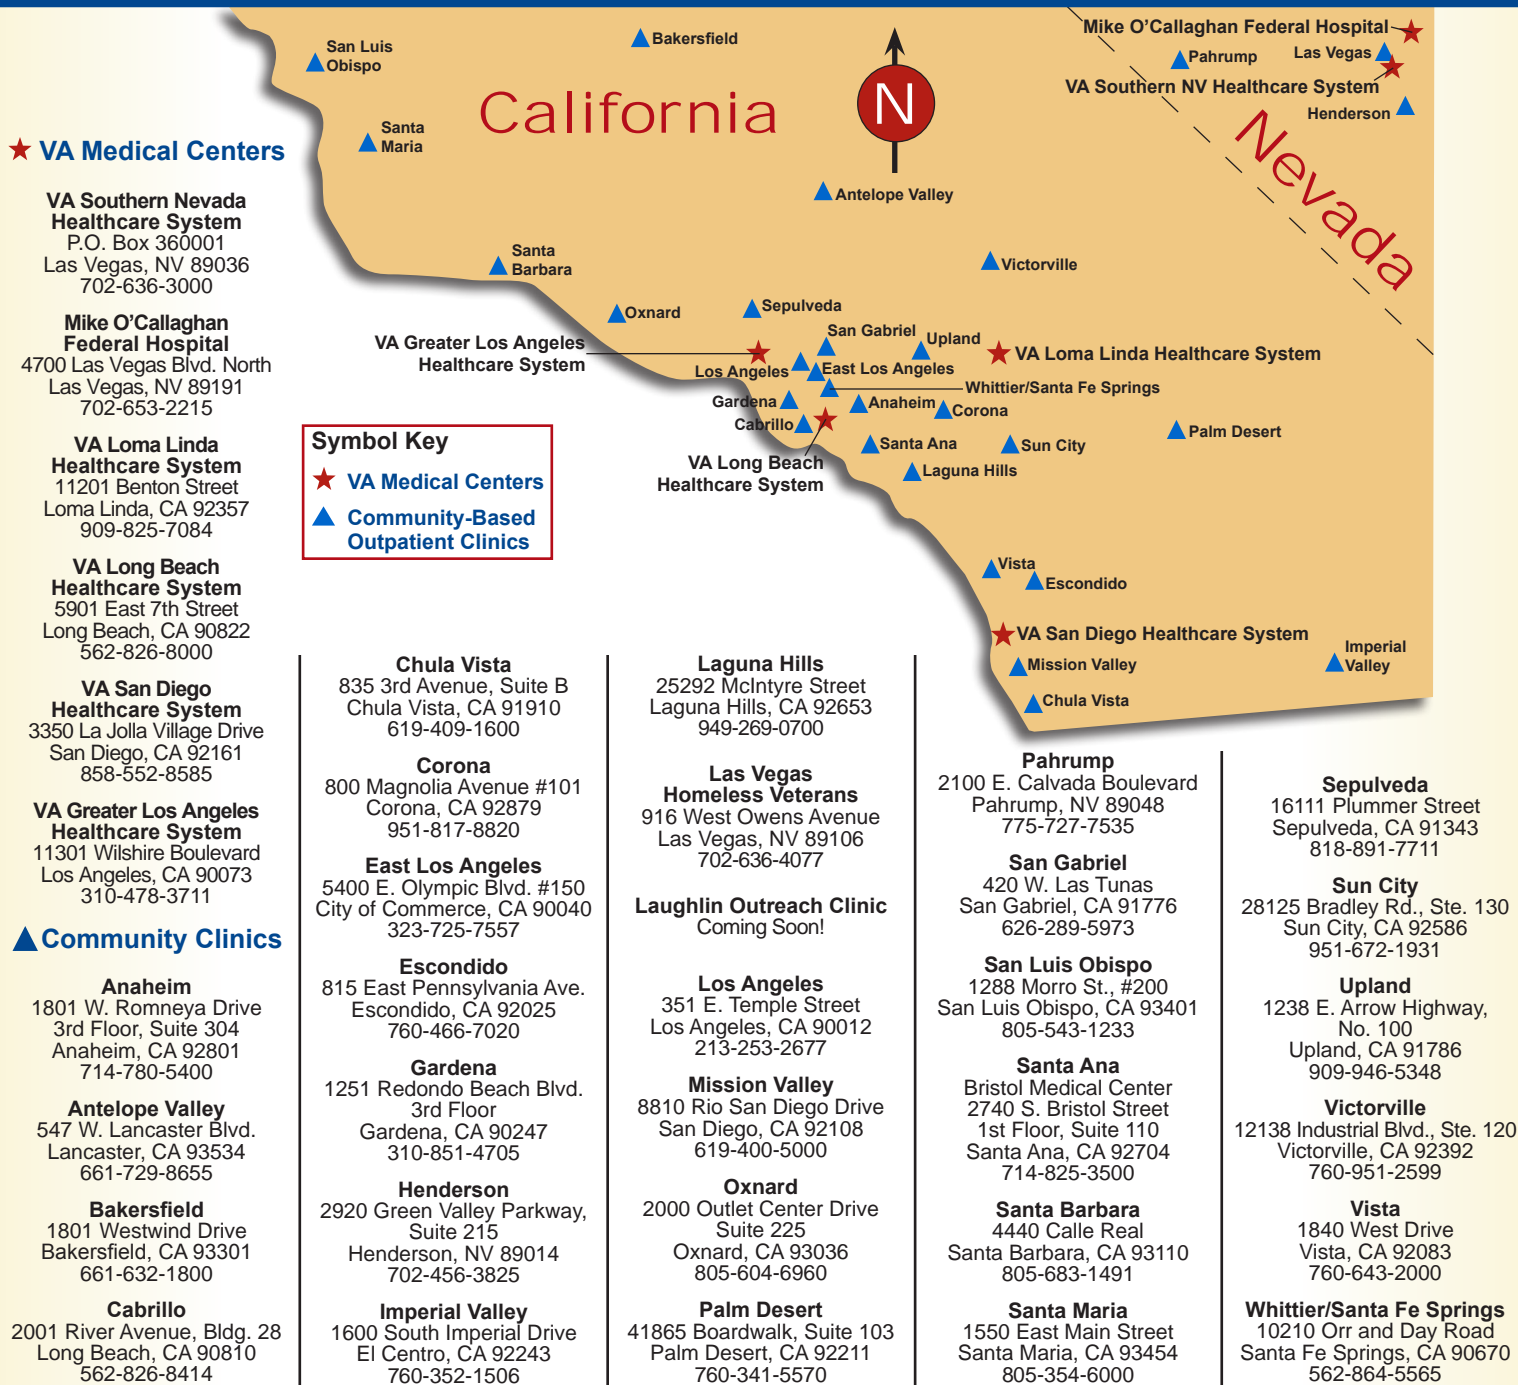 San Luis
Obispo
Bakersfield
Mike O’Callaghan Federal Hospital
Pahrump
Las Vegas
VA Southern NV Healthcare System
Henderson
California
N
Nevada
Santa
Maria
Antelope Valley
Santa
Barbara
Victorville
Oxnard
Sepulveda
San Gabriel
Upland
VA Greater Los Angeles
Healthcare System
VA Loma Linda Healthcare System
Los Angeles
East Los Angeles
Whittier/Santa Fe Springs
Gardena
Anaheim
Corona
Cabrillo
Santa Ana
Sun City
Palm Desert
VA Long Beach
Healthcare System
Laguna Hills
Vista
Escondido
VA San Diego Healthcare System
Mission Valley
Imperial
Valley
Chula Vista
Symbol Key
VA Medical Centers
Community-Based
Outpatient Clinics
VA Medical Centers
VA Southern Nevada
Healthcare System
P.O. Box 360001
Las Vegas, NV 89036
702-636-3000
Mike O’Callaghan
Federal Hospital
4700 Las Vegas Blvd. North
Las Vegas, NV 89191
702-653-2215
VA Loma Linda
Healthcare System
11201 Benton Street
Loma Linda, CA 92357
909-825-7084
VA Long Beach
Healthcare System
5901 East 7th Street
Long Beach, CA 90822
562-826-8000
VA San Diego
Healthcare System
3350 La Jolla Village Drive
San Diego, CA 92161
858-552-8585
VA Greater Los Angeles
Healthcare System
11301 Wilshire Boulevard
Los Angeles, CA 90073
310-478-3711
Community Clinics
Anaheim
1801 W. Romneya Drive
3rd Floor, Suite 304
Anaheim, CA 92801
714-780-5400
Antelope Valley
547 W. Lancaster Blvd.
Lancaster, CA 93534
661-729-8655
Bakersfield
1801 Westwind Drive
Bakersfield, CA 93301
661-632-1800
Cabrillo
2001 River Avenue, Bldg. 28
Long Beach, CA 90810
562-826-8414
Chula Vista
835 3rd Avenue, Suite B
Chula Vista, CA 91910
619-409-1600
Corona
800 Magnolia Avenue #101
Corona, CA 92879
951-817-8820
East Los Angeles
5400 E. Olympic Blvd. #150
City of Commerce, CA 90040
323-725-7557
Escondido
815 East Pennsylvania Ave.
Escondido, CA 92025
760-466-7020
Gardena
1251 Redondo Beach Blvd.
3rd Floor
Gardena, CA 90247
310-851-4705
Henderson
2920 Green Valley Parkway,
Suite 215
Henderson, NV 89014
702-456-3825
Imperial Valley
1600 South Imperial Drive
El Centro, CA 92243
760-352-1506
Laguna Hills
25292 McIntyre Street
Laguna Hills, CA 92653
949-269-0700
Las Vegas
Homeless Veterans
916 West Owens Avenue
Las Vegas, NV 89106
702-636-4077
Laughlin Outreach Clinic
Coming Soon!
Los Angeles
351 E. Temple Street
Los Angeles, CA 90012
213-253-2677
Mission Valley
8810 Rio San Diego Drive
San Diego, CA 92108
619-400-5000
Oxnard
2000 Outlet Center Drive
Suite 225
Oxnard, CA 93036
805-604-6960
Palm Desert
41865 Boardwalk, Suite 103
Palm Desert, CA 92211
760-341-5570
Pahrump
2100 E. Calvada Boulevard
Pahrump, NV 89048
775-727-7535
San Gabriel
420 W. Las Tunas
San Gabriel, CA 91776
626-289-5973
San Luis Obispo
1288 Morro St., #200
San Luis Obispo, CA 93401
805-543-1233
Santa Ana
Bristol Medical Center
2740 S. Bristol Street
1st Floor, Suite 110
Santa Ana, CA 92704
714-825-3500
Santa Barbara
4440 Calle Real
Santa Barbara, CA 93110
805-683-1491
Santa Maria
1550 East Main Street
Santa Maria, CA 93454
805-354-6000
Sepulveda
16111 Plummer Street
Sepulveda, CA 91343
818-891-7711
Sun City
28125 Bradley Rd., Ste. 130
Sun City, CA 92586
951-672-1931
Upland
1238 E. Arrow Highway,
No. 100
Upland, CA 91786
909-946-5348
Victorville
12138 Industrial Blvd., Ste. 120
Victorville, CA 92392
760-951-2599
Vista
1840 West Drive
Vista, CA 92083
760-643-2000
Whittier/Santa Fe Springs
10210 Orr and Day Road
Santa Fe Springs, CA 90670
562-864-5565